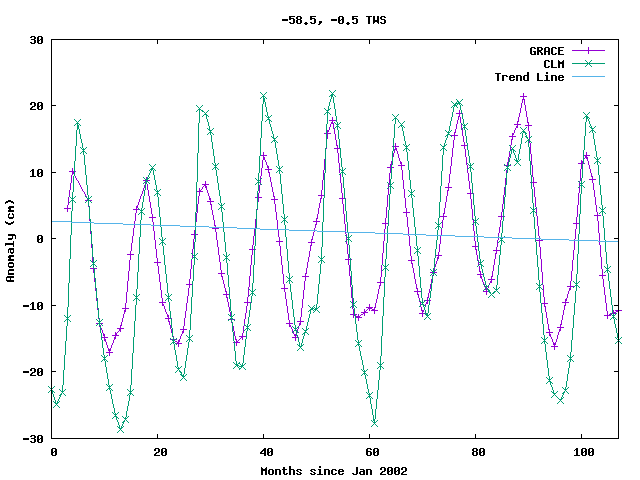 -58.5, -0.5 TWS
GRACE
CLM
Trend Line
30
20
10
0
-10
-20
-30
Anomaly (cm)
0 20 40 60 80 100
Months since Jan 2002